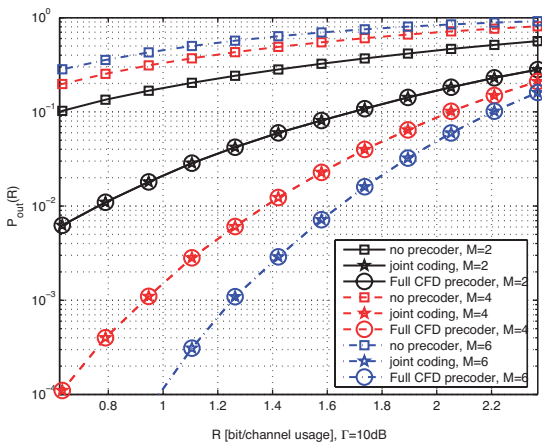 10^0
10^-1
10^-2
10^-3
10^-4
P_out(R)
no precoder, M=2
joint coding, M=2
Full CFD precoder, M=2
no precoder, M=4
joint coding, M=4
Full CFD precoder, M=4
no precoder, M=6
joint coding, M=6
Full CFD precoder, M=6
0.8 1 1.2 1.4 1.6 1.8 2 2.2
R [bit/channel usage], Γ=10dB